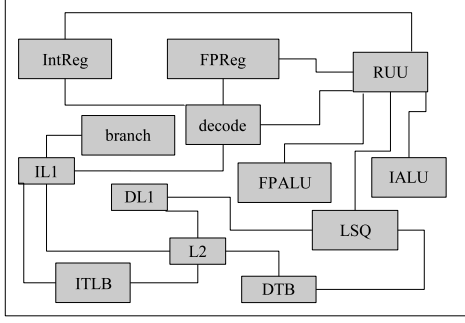 IntReg
FPReg
RUU
branch
decode
IL1
DL1
FPALU
IALU
LSQ
L2
ITLB
DTB